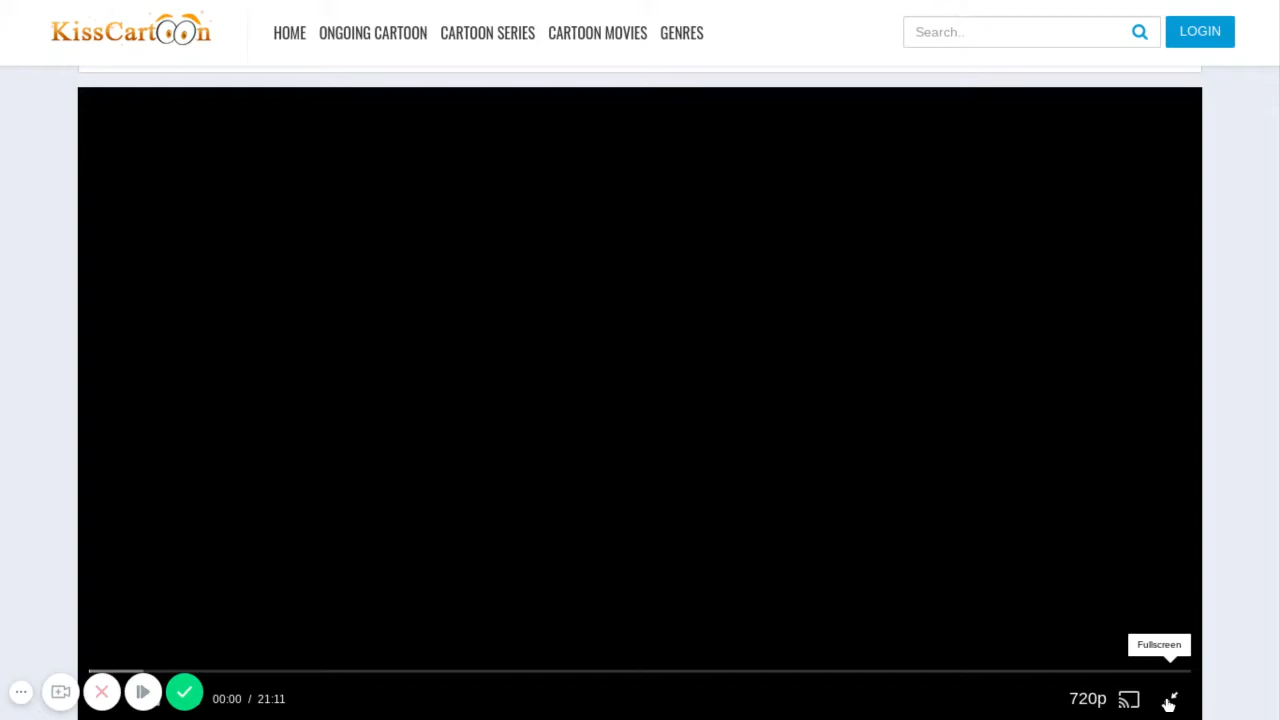 KissCartoon
HOME ONGOING CARTOON CARTOON SERIES CARTOON MOVIES GENRES
Search..
LOGIN
Fullscreen
00:00 / 21:11
720p